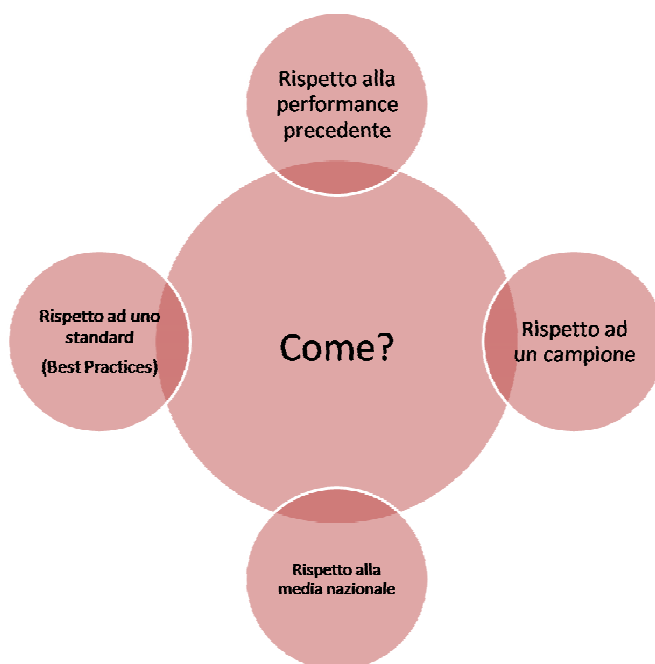 Rispetto alla
performance
precedente
Rispetto ad uno
standard
(Best Practices)
Come?
Rispetto ad
un campione
Rispetto alla
media nazionale